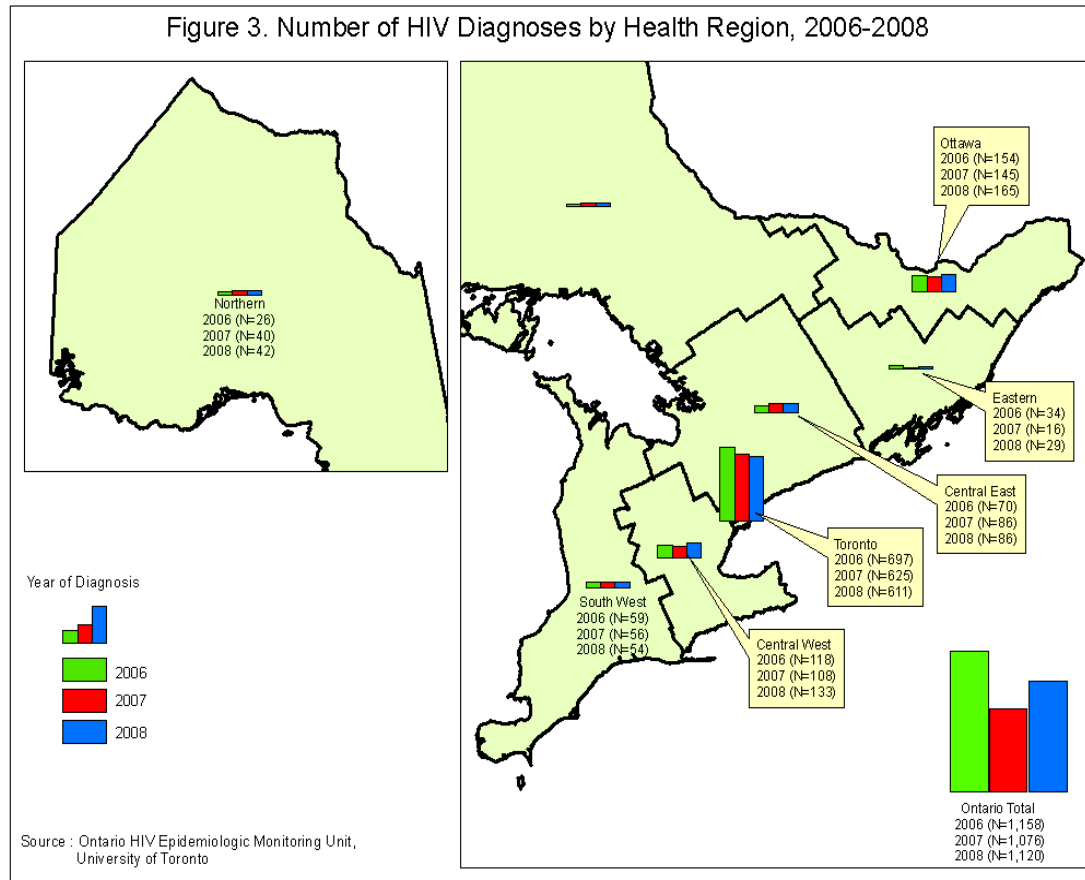 Figure 3. Number of HIV Diagnoses by Health Region, 2006-2008
Northern
2006 (N=26)
2007 (N=40)
2008 (N=42)
Ottawa
2006 (N=154)
2007 (N=145)
2008 (N=165)
Eastern
2006 (N=34)
2007 (N=16)
2008 (N=29)
Central East
2006 (N=70)
2007 (N=86)
2008 (N=86)
Toronto
2006 (N=697)
2007 (N=625)
2008 (N=611)
South West
2006 (N=59)
2007 (N=56)
2008 (N=54)
Central West
2006 (N=118)
2007 (N=108)
2008 (N=133)
Year of Diagnosis
2006
2007
2008
Ontario Total
2006 (N=1,158)
2007 (N=1,076)
2008 (N=1,120)
Source : Ontario HIV Epidemiologic Monitoring Unit,
University of Toronto